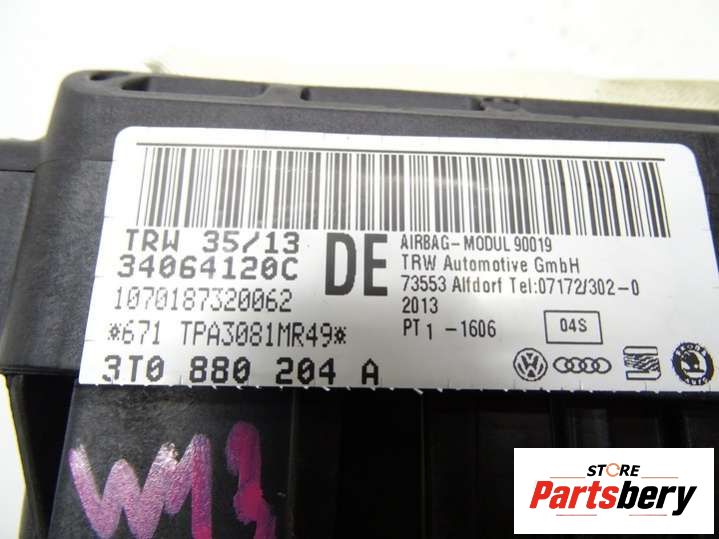 TRW 35/13
34064120C
1070187320062
*671 TPA3081MR49*
3T0 880 204 A
DE
AIRBAG-MODUL 90019
TRW Automotive GmbH
73553 Alfdorf Tel:07172/302-0
2013
PT 1 -1606
04S
WM3
STORE
Partsbery